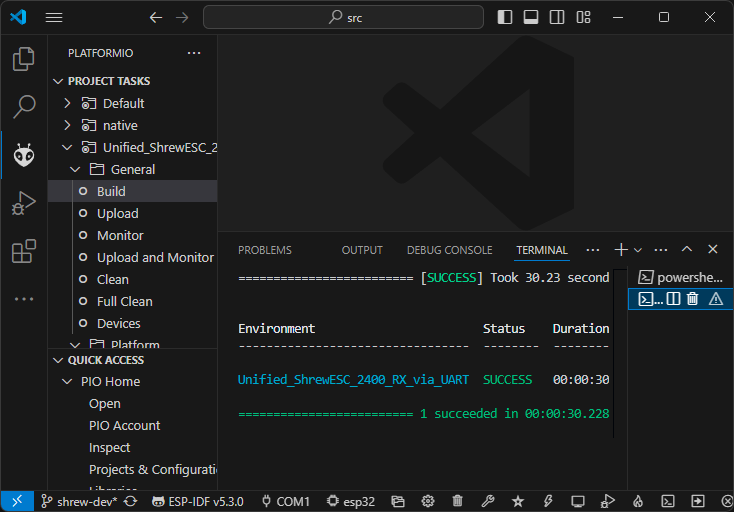 src
PLATFORMIO
PROJECT TASKS
Default
native
Unified_ShrewESC_2
General
Build
Upload
Monitor
Upload and Monitor
Clean
Full Clean
Devices
Platform
QUICK ACCESS
PIO Home
Open
PIO Account
Inspect
Projects & Configuratio
Libraries
PROBLEMS OUTPUT DEBUG CONSOLE TERMINAL
========================= [SUCCESS] Took 30.23 second
Environment Status Duration
--------------------------------- -------- --------
Unified_ShrewESC_2400_RX_via_UART SUCCESS 00:00:30
========================= 1 succeeded in 00:00:30.228
powershe...
shrew-dev* ESP-IDF v5.3.0 COM1 esp32